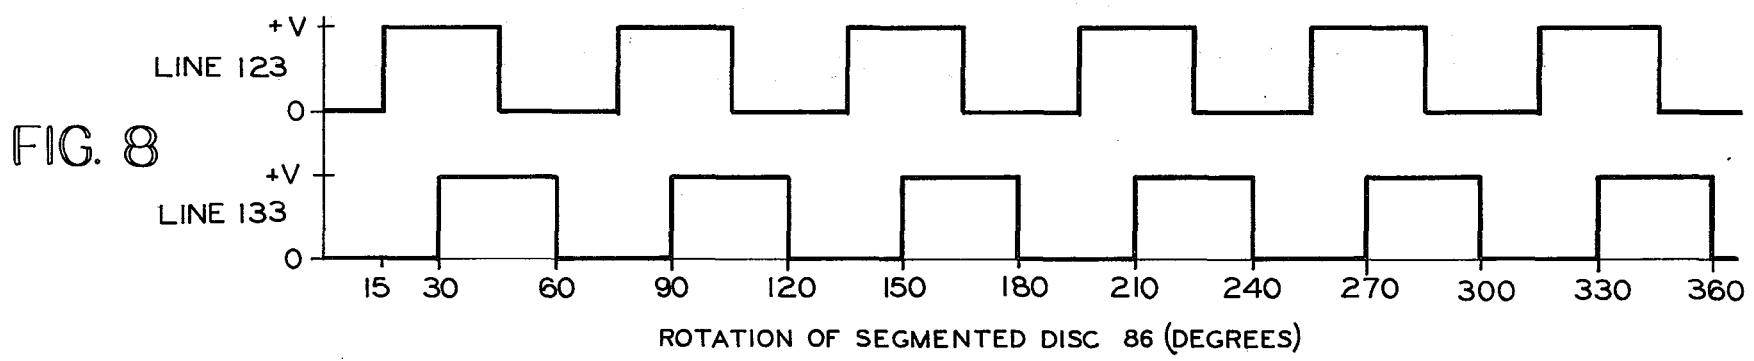 +V
LINE 123
0
FIG. 8
+V
LINE 133
0
15 30 60 90 120 150 180 210 240 270 300 330 360
ROTATION OF SEGMENTED DISC 86 (DEGREES)